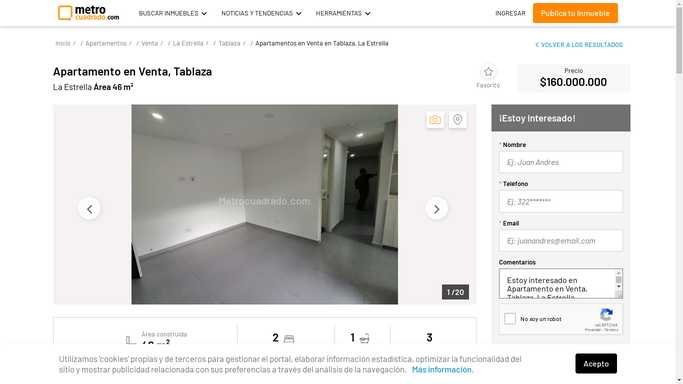 metro
cuadrado.com
BUSCAR INMUEBLES
NOTICIAS Y TENDENCIAS
HERRAMIENTAS
INGRESAR
Publica tu Inmueble
Inicio / / Apartamentos / / Venta / / La Estrella / / Tablaza / / Apartamentos en Venta en Tablaza, La Estrella
VOLVER A LOS RESULTADOS
Apartamento en Venta, Tablaza
La Estrella Área 46 m²
Favorito
Precio
$160.000.000
Metrocuadrado.com
1 / 20
¡Estoy Interesado!
* Nombre
Ej: Juan Andres
* Teléfono
Ej: 322*******
* Email
Ej: juanandres@email.com
Comentarios
Estoy interesado en
Apartamento en Venta,
Tablaza, La Estrella
No soy un robot
reCAPTCHA
Privacidad - Términos
Área construida
2
1
3
Utilizamos 'cookies' propias y de terceros para gestionar el portal, elaborar información estadística, optimizar la funcionalidad del
sitio y mostrar publicidad relacionada con sus preferencias a través del análisis de la navegación. Más información.
Acepto